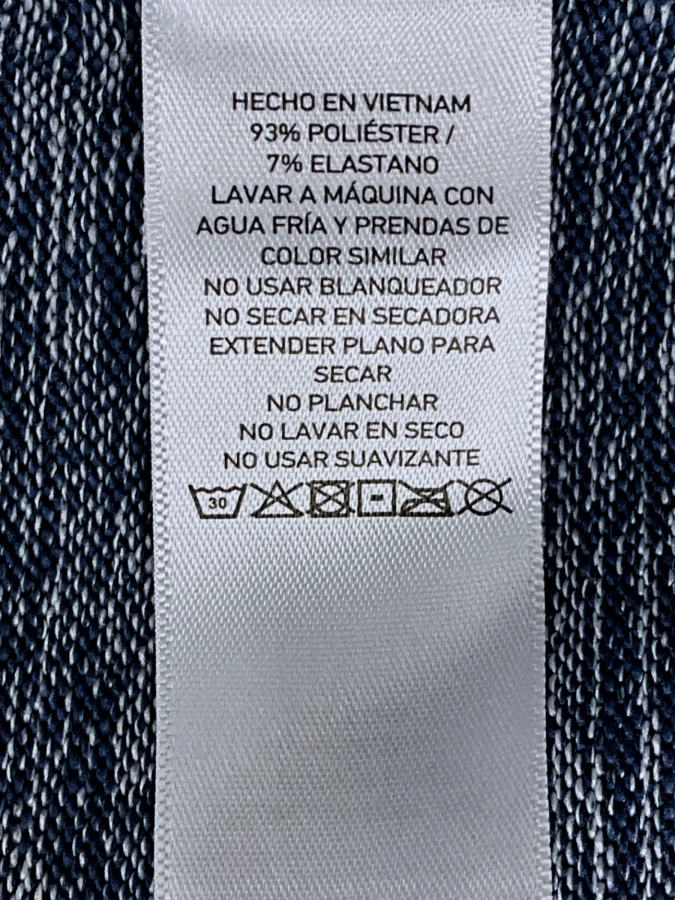 HECHO EN VIETNAM
93% POLIÉSTER /
7% ELASTANO
LAVAR A MÁQUINA CON
AGUA FRÍA Y PRENDAS DE
COLOR SIMILAR
NO USAR BLANQUEADOR
NO SECAR EN SECADORA
EXTENDER PLANO PARA
SECAR
NO PLANCHAR
NO LAVAR EN SECO
NO USAR SUAVIZANTE
30